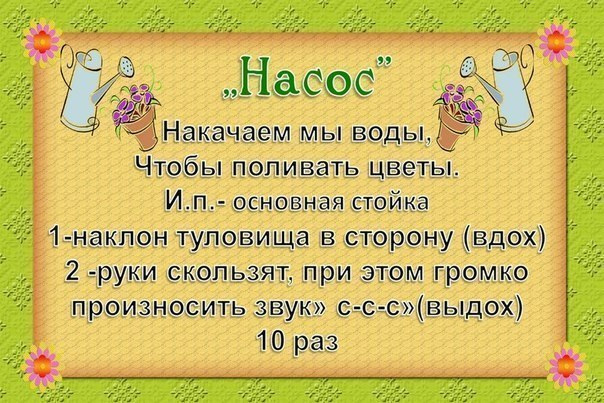 „Насос”
Накачаем мы воды,
Чтобы поливать цветы.
И.п.- основная стойка
1-наклон туловища в сторону (вдох)
2 -руки скользят, при этом громко
произносить звук» с-с-с»(выдох)
10 раз